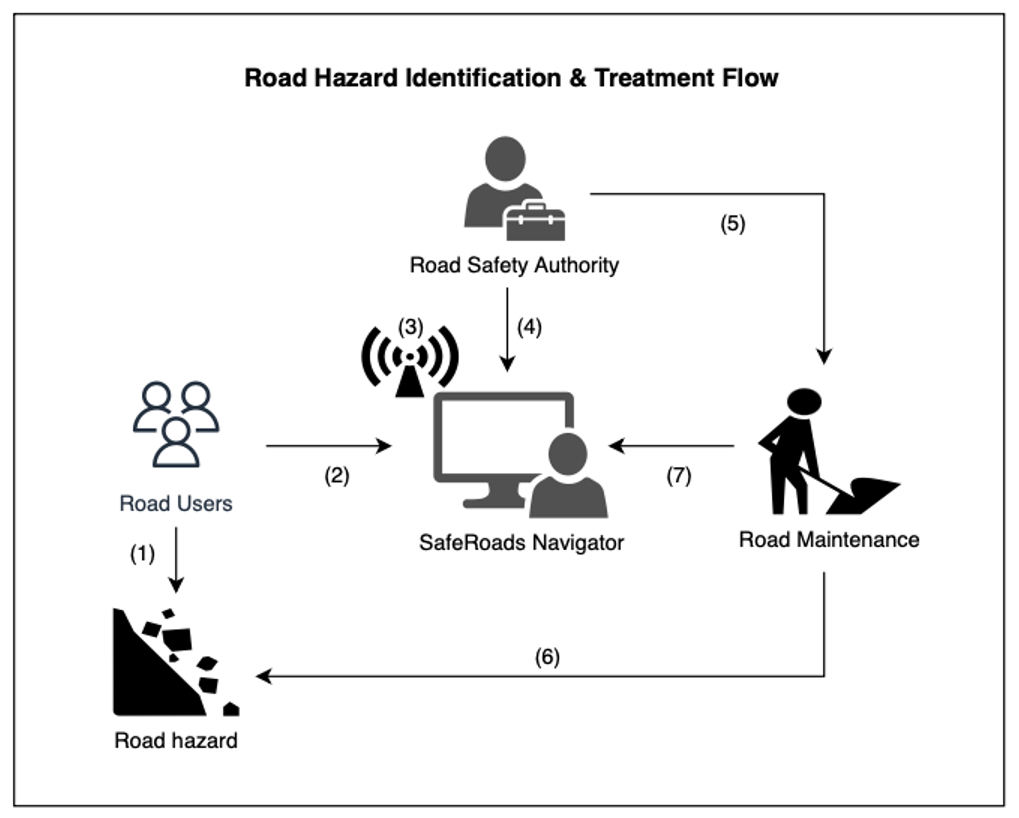 Road Hazard Identification & Treatment Flow
Road Safety Authority
(5)
(3)
(4)
Road Users
(2)
SafeRoads Navigator
(7)
Road Maintenance
(1)
Road hazard
(6)